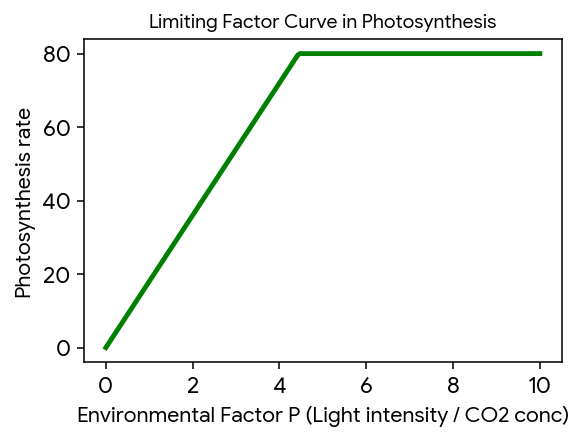 Limiting Factor Curve in Photosynthesis
Photosynthesis rate
80
60
40
20
0
0 2 4 6 8 10
Environmental Factor P (Light intensity / CO2 conc)